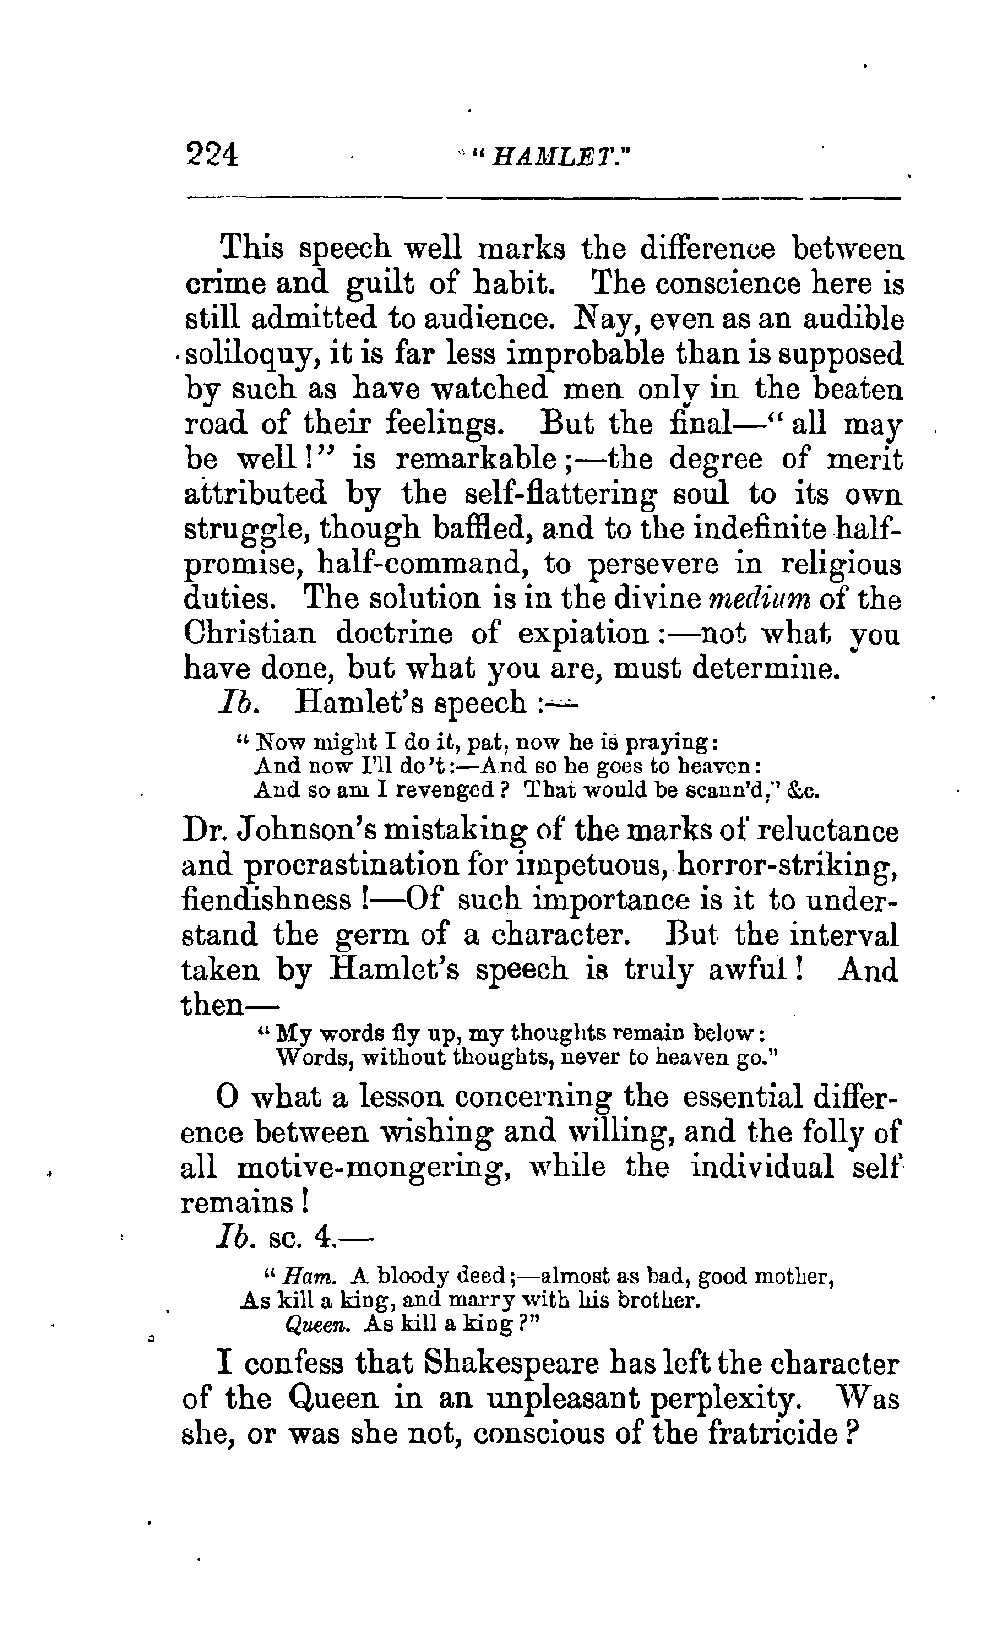 224 "HAMLET."
This speech well marks the difference between
crime and guilt of habit. The conscience here is
still admitted to audience. Nay, even as an audible
soliloquy, it is far less improbable than is supposed
by such as have watched men only in the beaten
road of their feelings. But the final—"all may
be well!" is remarkable;—the degree of merit
attributed by the self-flattering soul to its own
struggle, though baffled, and to the indefinite half-
promise, half-command, to persevere in religious
duties. The solution is in the divine medium of the
Christian doctrine of expiation:—not what you
have done, but what you are, must determine.
Ib. Hamlet's speech:—
"Now might I do it, pat, now he is praying:
And now I'll do't:—And so he goes to heaven:
And so am I revenged? That would be scann'd," &c.
Dr. Johnson's mistaking of the marks of reluctance
and procrastination for impetuous, horror-striking,
fiendishness!—Of such importance is it to under-
stand the germ of a character. But the interval
taken by Hamlet's speech is truly awful! And
then—
"My words fly up, my thoughts remain below:
Words, without thoughts, never to heaven go."
O what a lesson concerning the essential differ-
ence between wishing and willing, and the folly of
all motive-mongering, while the individual self
remains!
Ib. sc. 4.—
"Ham. A bloody deed;—almost as bad, good mother,
As kill a king, and marry with his brother.
Queen. As kill a king?"
I confess that Shakespeare has left the character
of the Queen in an unpleasant perplexity. Was
she, or was she not, conscious of the fratricide?